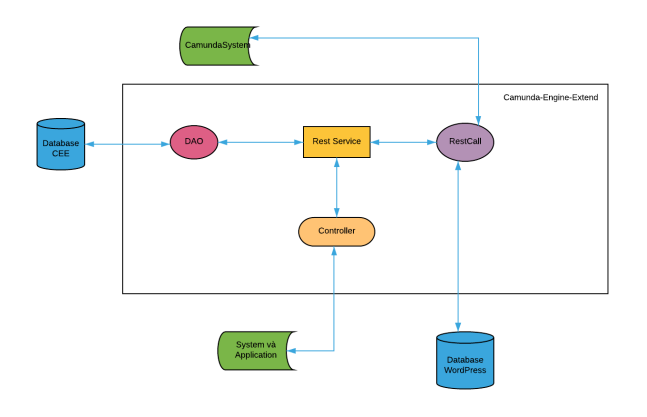 CamundaSystem
Camunda-Engine-Extend
Database
CEE
DAO
Rest Service
RestCall
Controller
System và
Application
Database
WordPress